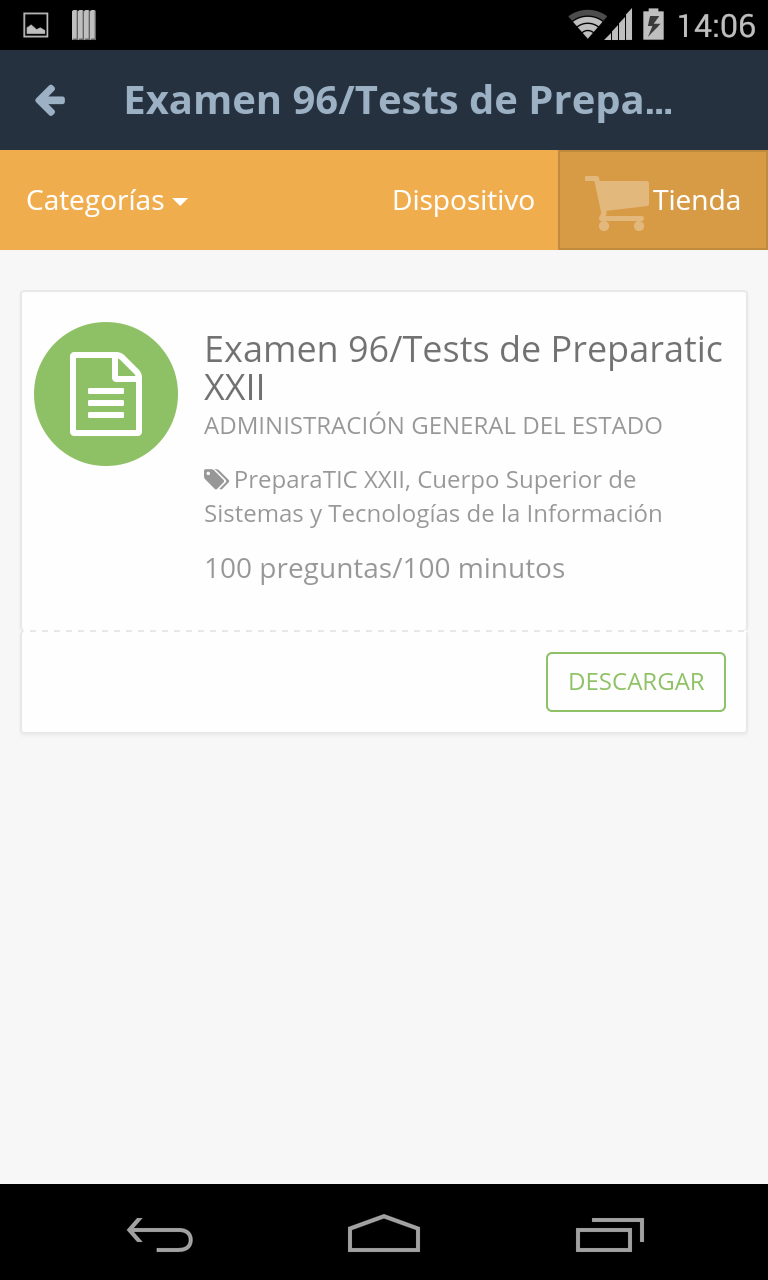 14:06
Examen 96/Tests de Prepa...
Categorías
Dispositivo
Tienda
Examen 96/Tests de Preparatic
XXII
ADMINISTRACIÓN GENERAL DEL ESTADO
PreparaTIC XXII, Cuerpo Superior de
Sistemas y Tecnologías de la Información
100 preguntas/100 minutos
DESCARGAR